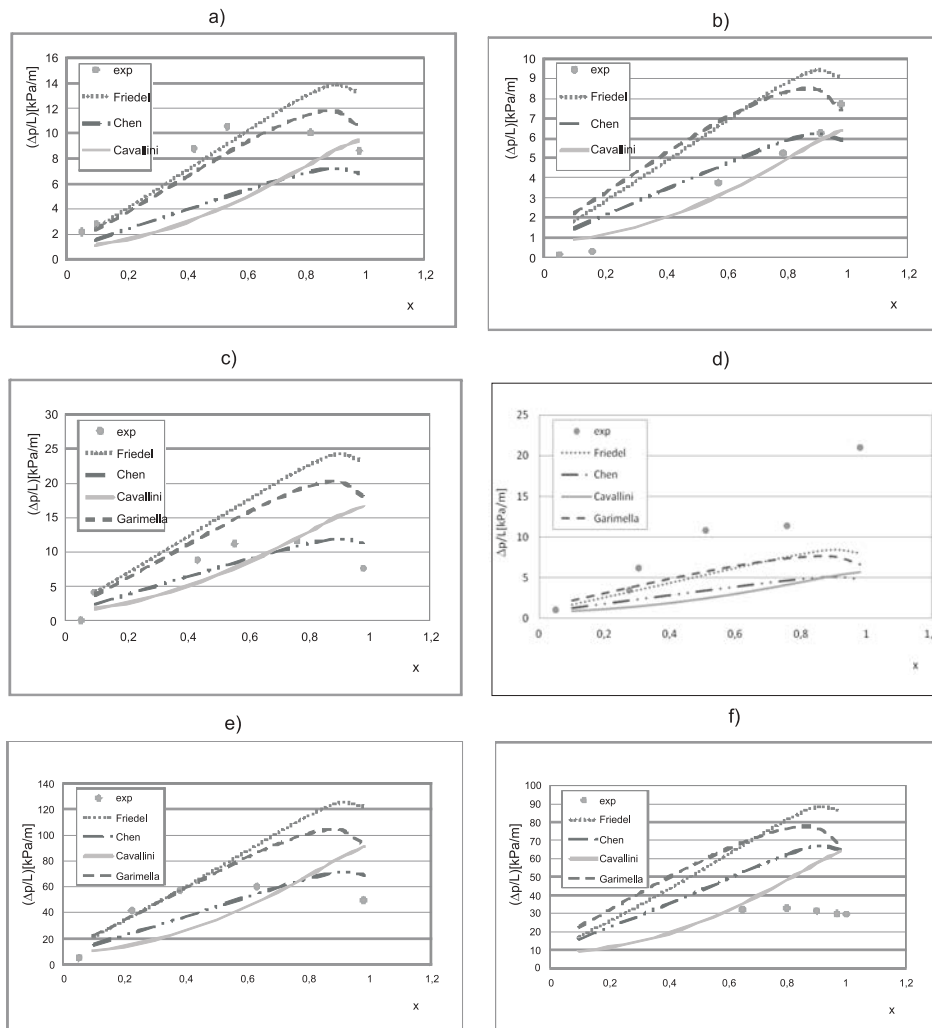 a)
(Δp/L)[kPa/m]
16
14
12
10
8
6
4
2
0
exp
Friedel
Chen
Cavallini
0
0,2
0,4
0,6
0,8
1
1,2
x
b)
(Δp/L)[kPa/m]
10
9
8
7
6
5
4
3
2
1
0
exp
Friedel
Chen
Cavallini
0
0,2
0,4
0,6
0,8
1
1,2
x
c)
(Δp/L)[kPa/m]
30
25
20
15
10
5
0
exp
Friedel
Chen
Cavallini
Garimella
0
0,2
0,4
0,6
0,8
1
1,2
x
d)
Δp/L[kPa/m]
25
20
15
10
5
0
exp
Friedel
Chen
Cavallini
Garimella
0
0,2
0,4
0,6
0,8
1
1,
x
e)
(Δp/L)[kPa/m]
140
120
100
80
60
40
20
0
exp
Friedel
Chen
Cavallini
Garimella
0
0,2
0,4
0,6
0,8
1
1,2
x
f)
(Δp/L)[kPa/m]
100
90
80
70
60
50
40
30
20
10
0
exp
Friedel
Chen
Cavallini
Garimella
0
0,2
0,4
0,6
0,8
1
1,2
x